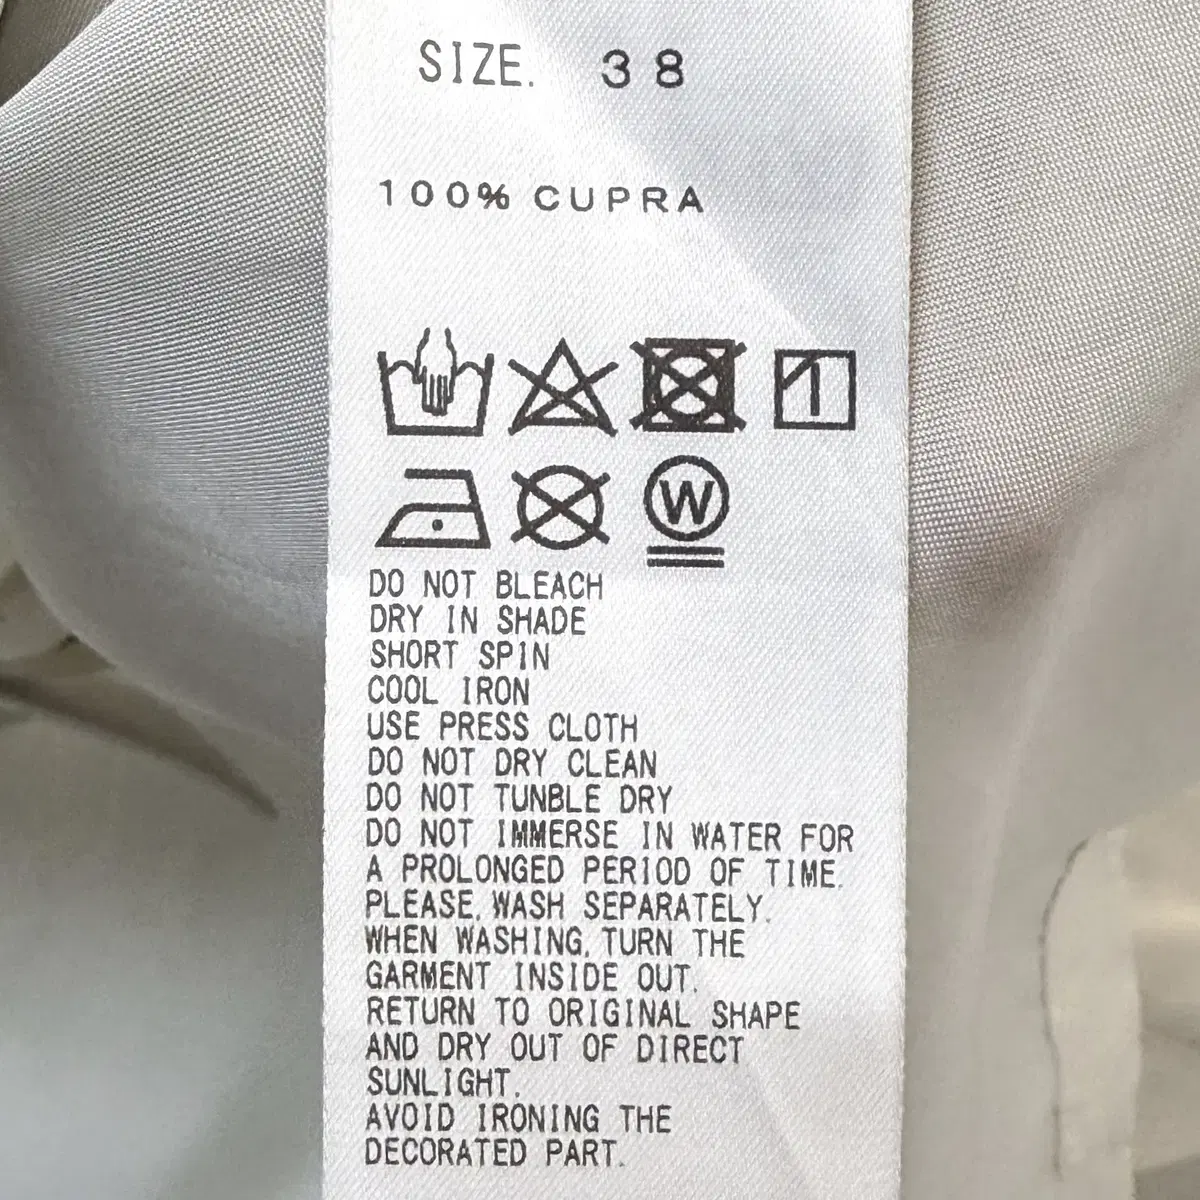 SIZE. 38
100% CUPRA
W
DO NOT BLEACH
DRY IN SHADE
SHORT SPIN
COOL IRON
USE PRESS CLOTH
DO NOT DRY CLEAN
DO NOT TUNBLE DRY
DO NOT IMMERSE IN WATER FOR
A PROLONGED PERIOD OF TIME.
PLEASE, WASH SEPARATELY.
WHEN WASHING, TURN THE
GARMENT INSIDE OUT.
RETURN TO ORIGINAL SHAPE
AND DRY OUT OF DIRECT
SUNLIGHT.
AVOID IRONING THE
DECORATED PART.